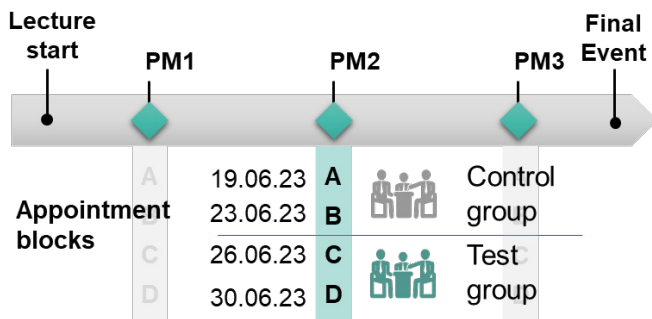 Lecture
start
PM1
PM2
PM3
Final
Event
Appointment
blocks
A
B
C
D
19.06.23 A
23.06.23 B
26.06.23 C
30.06.23 D
Control
group
Test
group
C